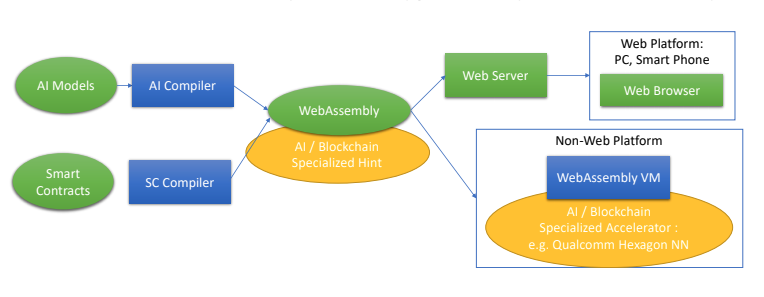 AI Models
AI Compiler
Smart
Contracts
SC Compiler
WebAssembly
AI / Blockchain
Specialized Hint
Web Server
Web Platform:
PC, Smart Phone
Web Browser
Non-Web Platform
WebAssembly VM
AI / Blockchain
Specialized Accelerator :
e.g. Qualcomm Hexagon NN